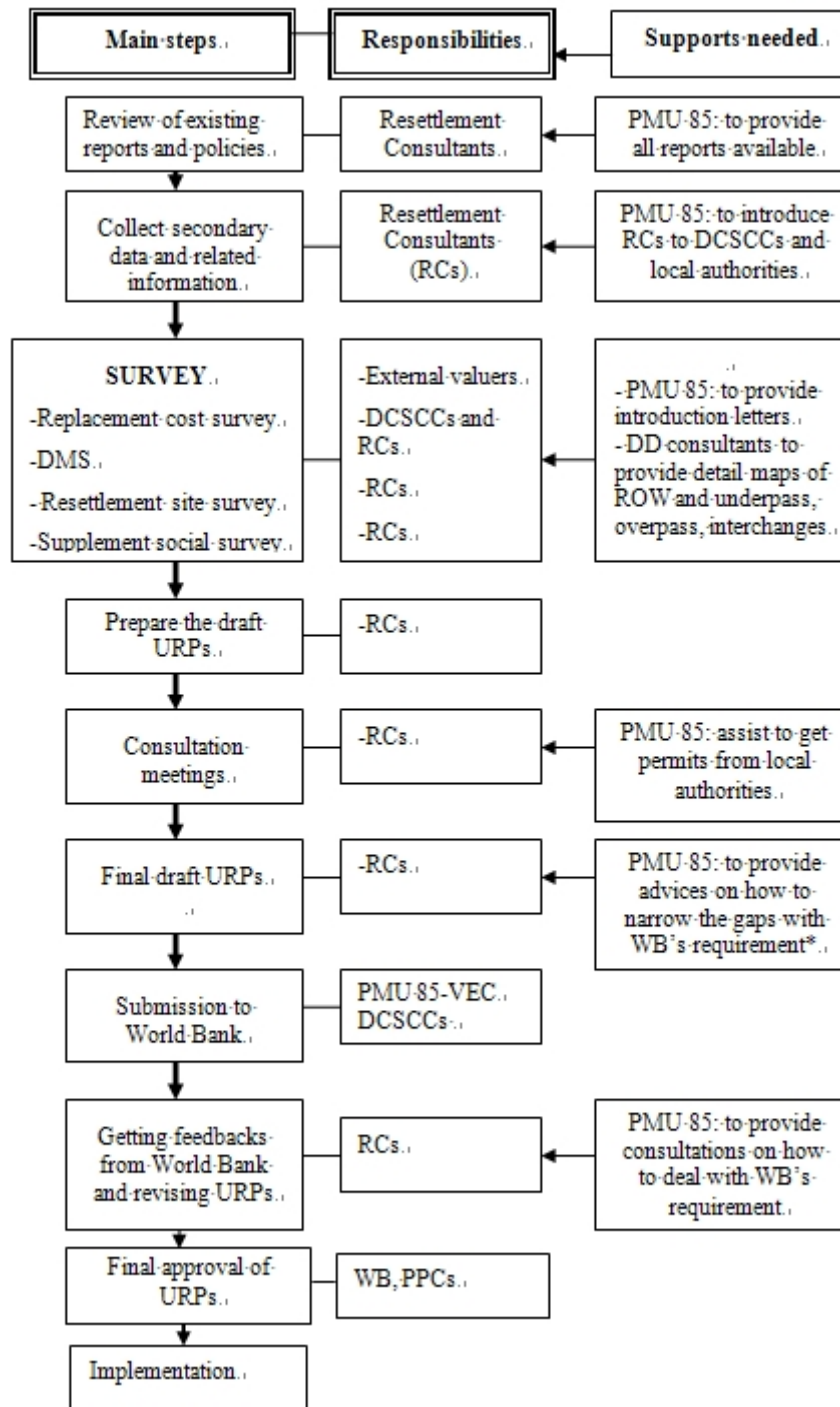 Main steps.
Responsibilities.
Supports needed.
Review of existing
reports and policies.
Resettlement
Consultants.
PMU 85: to provide
all reports available.
Collect secondary
data and related
information.
Resettlement
Consultants
(RCs).
PMU 85: to introduce
RCs to DCSCCs and
local authorities.
SURVEY.
-Replacement cost survey.
-DMS.
-Resettlement site survey.
-Supplement social survey.
-External valuers.
-DCSCCs and
RCs.
-RCs.
-RCs.
- PMU 85: to provide
introduction letters.
- DD consultants to
provide detail maps of
ROW and underpass,
overpass, interchanges.
Prepare the draft
URPs.
-RCs.
Consultation
meetings.
-RCs.
PMU 85: assist to get
permits from local
authorities.
Final draft URPs.
-RCs.
PMU 85: to provide
advices on how to
narrow the gaps with
WB's requirement*.
Submission to
World Bank.
PMU 85-VEC.
DCSCCs .
Getting feedbacks
from World Bank
and revising URPs.
RCs.
PMU 85: to provide
consultations on how
to deal with WB's
requirement.
Final approval of
URPs.
WB, PPCs.
Implementation.